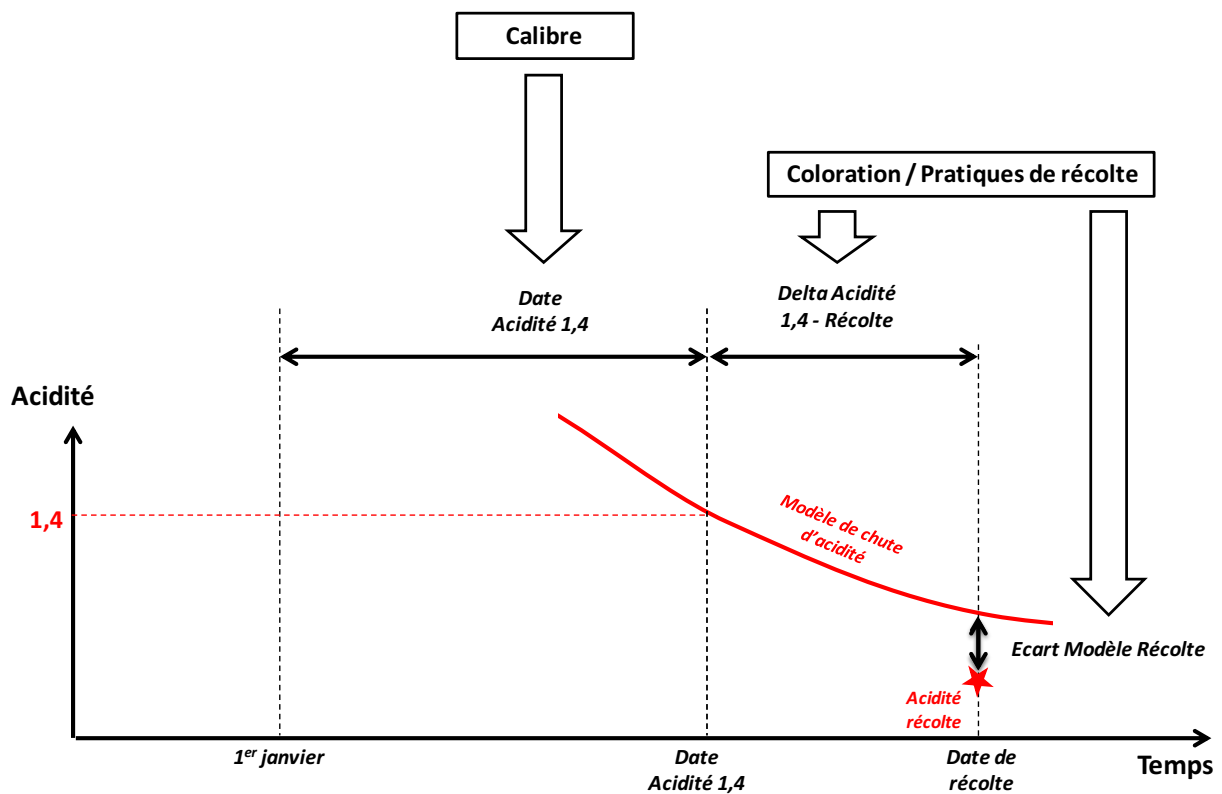 Calibre
Coloration / Pratiques de récolte
Date
Acidité 1,4
Delta Acidité
1,4 - Récolte
Acidité
1,4
Modèle de chute
d'acidité
Ecart Modèle Récolte
Acidité
récolte
1er janvier
Date
Acidité 1,4
Date de
récolte
Temps